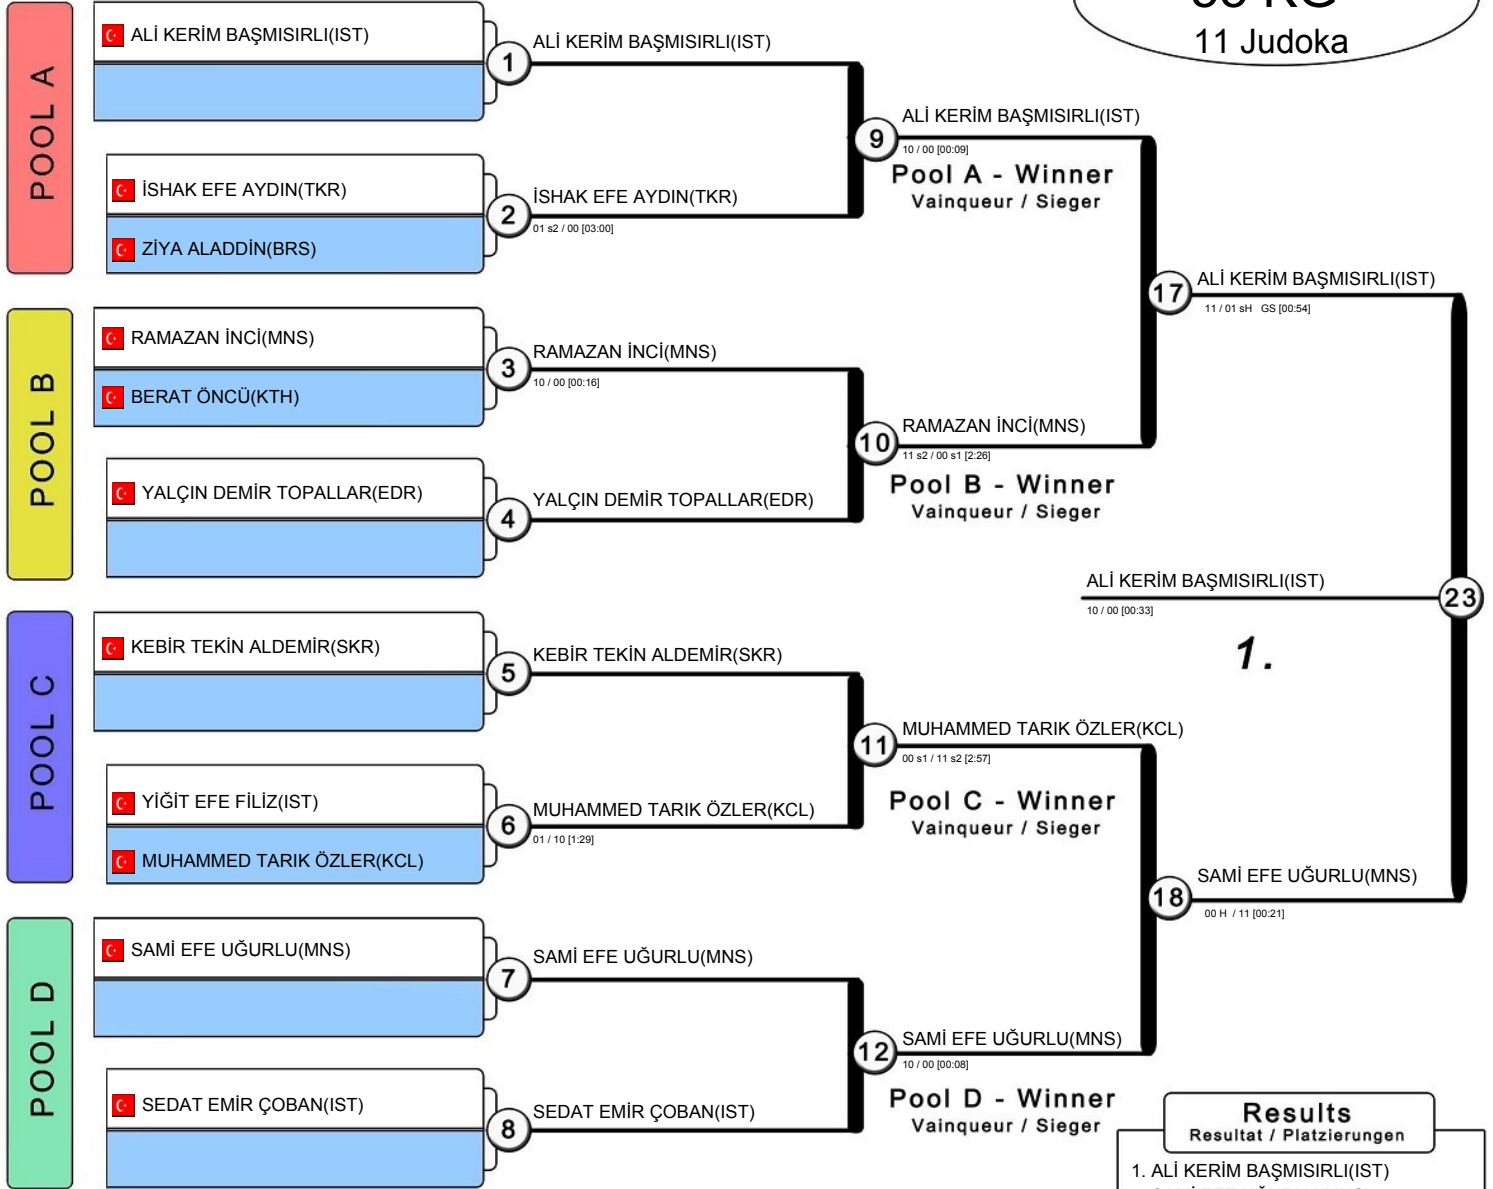 POOL A
ALİ KERİM BAŞMISIRLI(IST)
1
ALİ KERİM BAŞMISIRLI(IST)
İSHAK EFE AYDIN(TKR)
ZİYA ALADDİN(BRS)
2
İSHAK EFE AYDIN(TKR)
01 s2 / 00 [03:00]
9
ALİ KERİM BAŞMISIRLI(IST)
10 / 00 [00:09]
Pool A - Winner
Vainqueur / Sieger
11 Judoka
POOL B
RAMAZAN İNCİ(MNS)
BERAT ÖNCÜ(KTH)
3
RAMAZAN İNCİ(MNS)
10 / 00 [00:16]
YALÇIN DEMİR TOPALLAR(EDR)
4
YALÇIN DEMİR TOPALLAR(EDR)
10
RAMAZAN İNCİ(MNS)
11 s2 / 00 s1 [2:26]
Pool B - Winner
Vainqueur / Sieger
17
ALİ KERİM BAŞMISIRLI(IST)
11 / 01 sH GS [00:54]
POOL C
KEBİR TEKİN ALDEMİR(SKR)
5
KEBİR TEKİN ALDEMİR(SKR)
YİĞİT EFE FİLİZ(IST)
MUHAMMED TARIK ÖZLER(KCL)
6
MUHAMMED TARIK ÖZLER(KCL)
01 / 10 [1:29]
11
MUHAMMED TARIK ÖZLER(KCL)
00 s1 / 11 s2 [2:57]
Pool C - Winner
Vainqueur / Sieger
POOL D
SAMİ EFE UĞURLU(MNS)
7
SAMİ EFE UĞURLU(MNS)
SEDAT EMİR ÇOBAN(IST)
8
SEDAT EMİR ÇOBAN(IST)
12
SAMİ EFE UĞURLU(MNS)
10 / 00 [00:08]
Pool D - Winner
Vainqueur / Sieger
18
SAMİ EFE UĞURLU(MNS)
00 H / 11 [00:21]
ALİ KERİM BAŞMISIRLI(IST)
10 / 00 [00:33]
23
1.
Results
Resultat / Platzierungen
1. ALİ KERİM BAŞMISIRLI(IST)